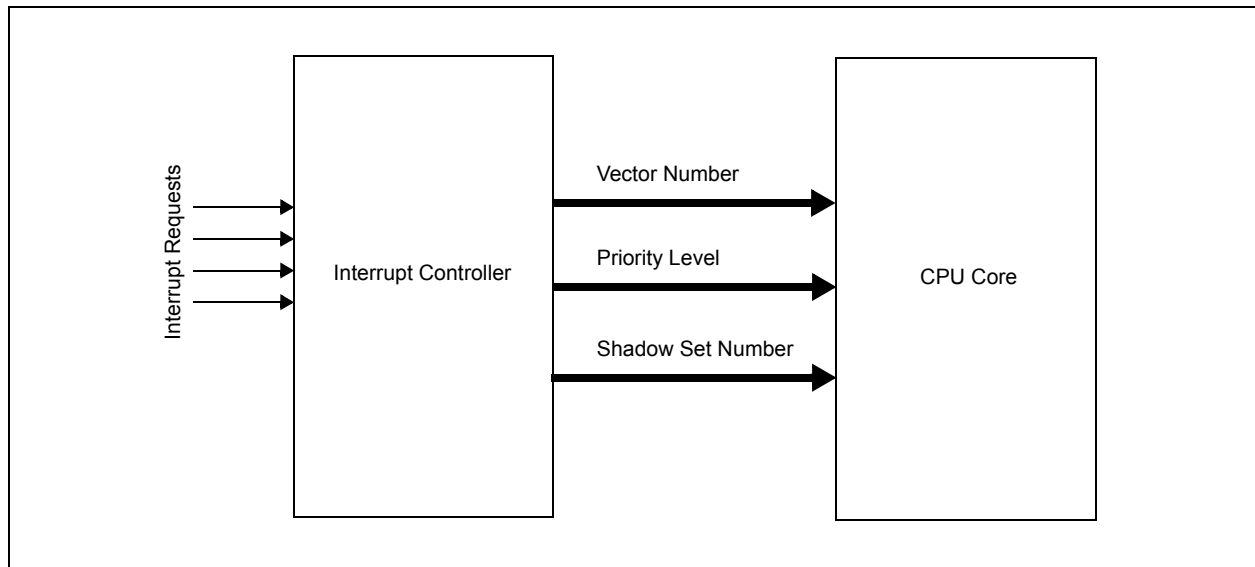 Interrupt Requests
Interrupt Controller
Vector Number
Priority Level
Shadow Set Number
CPU Core